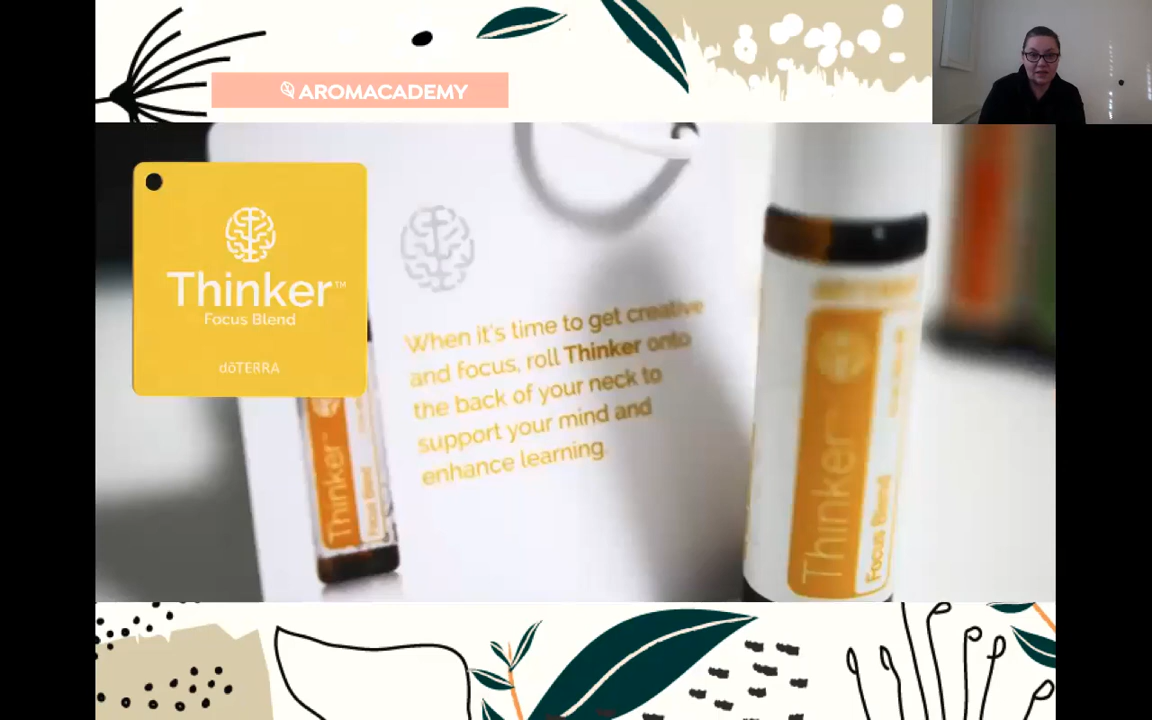 AROMACADEMY
Thinker™
Focus Blend
dōTERRA
When it's time to get creative
and focus, roll Thinker onto
the back of your neck to
support your mind and
enhance learning.
Thinker™
Focus Blend
Thinker
Focus Blend